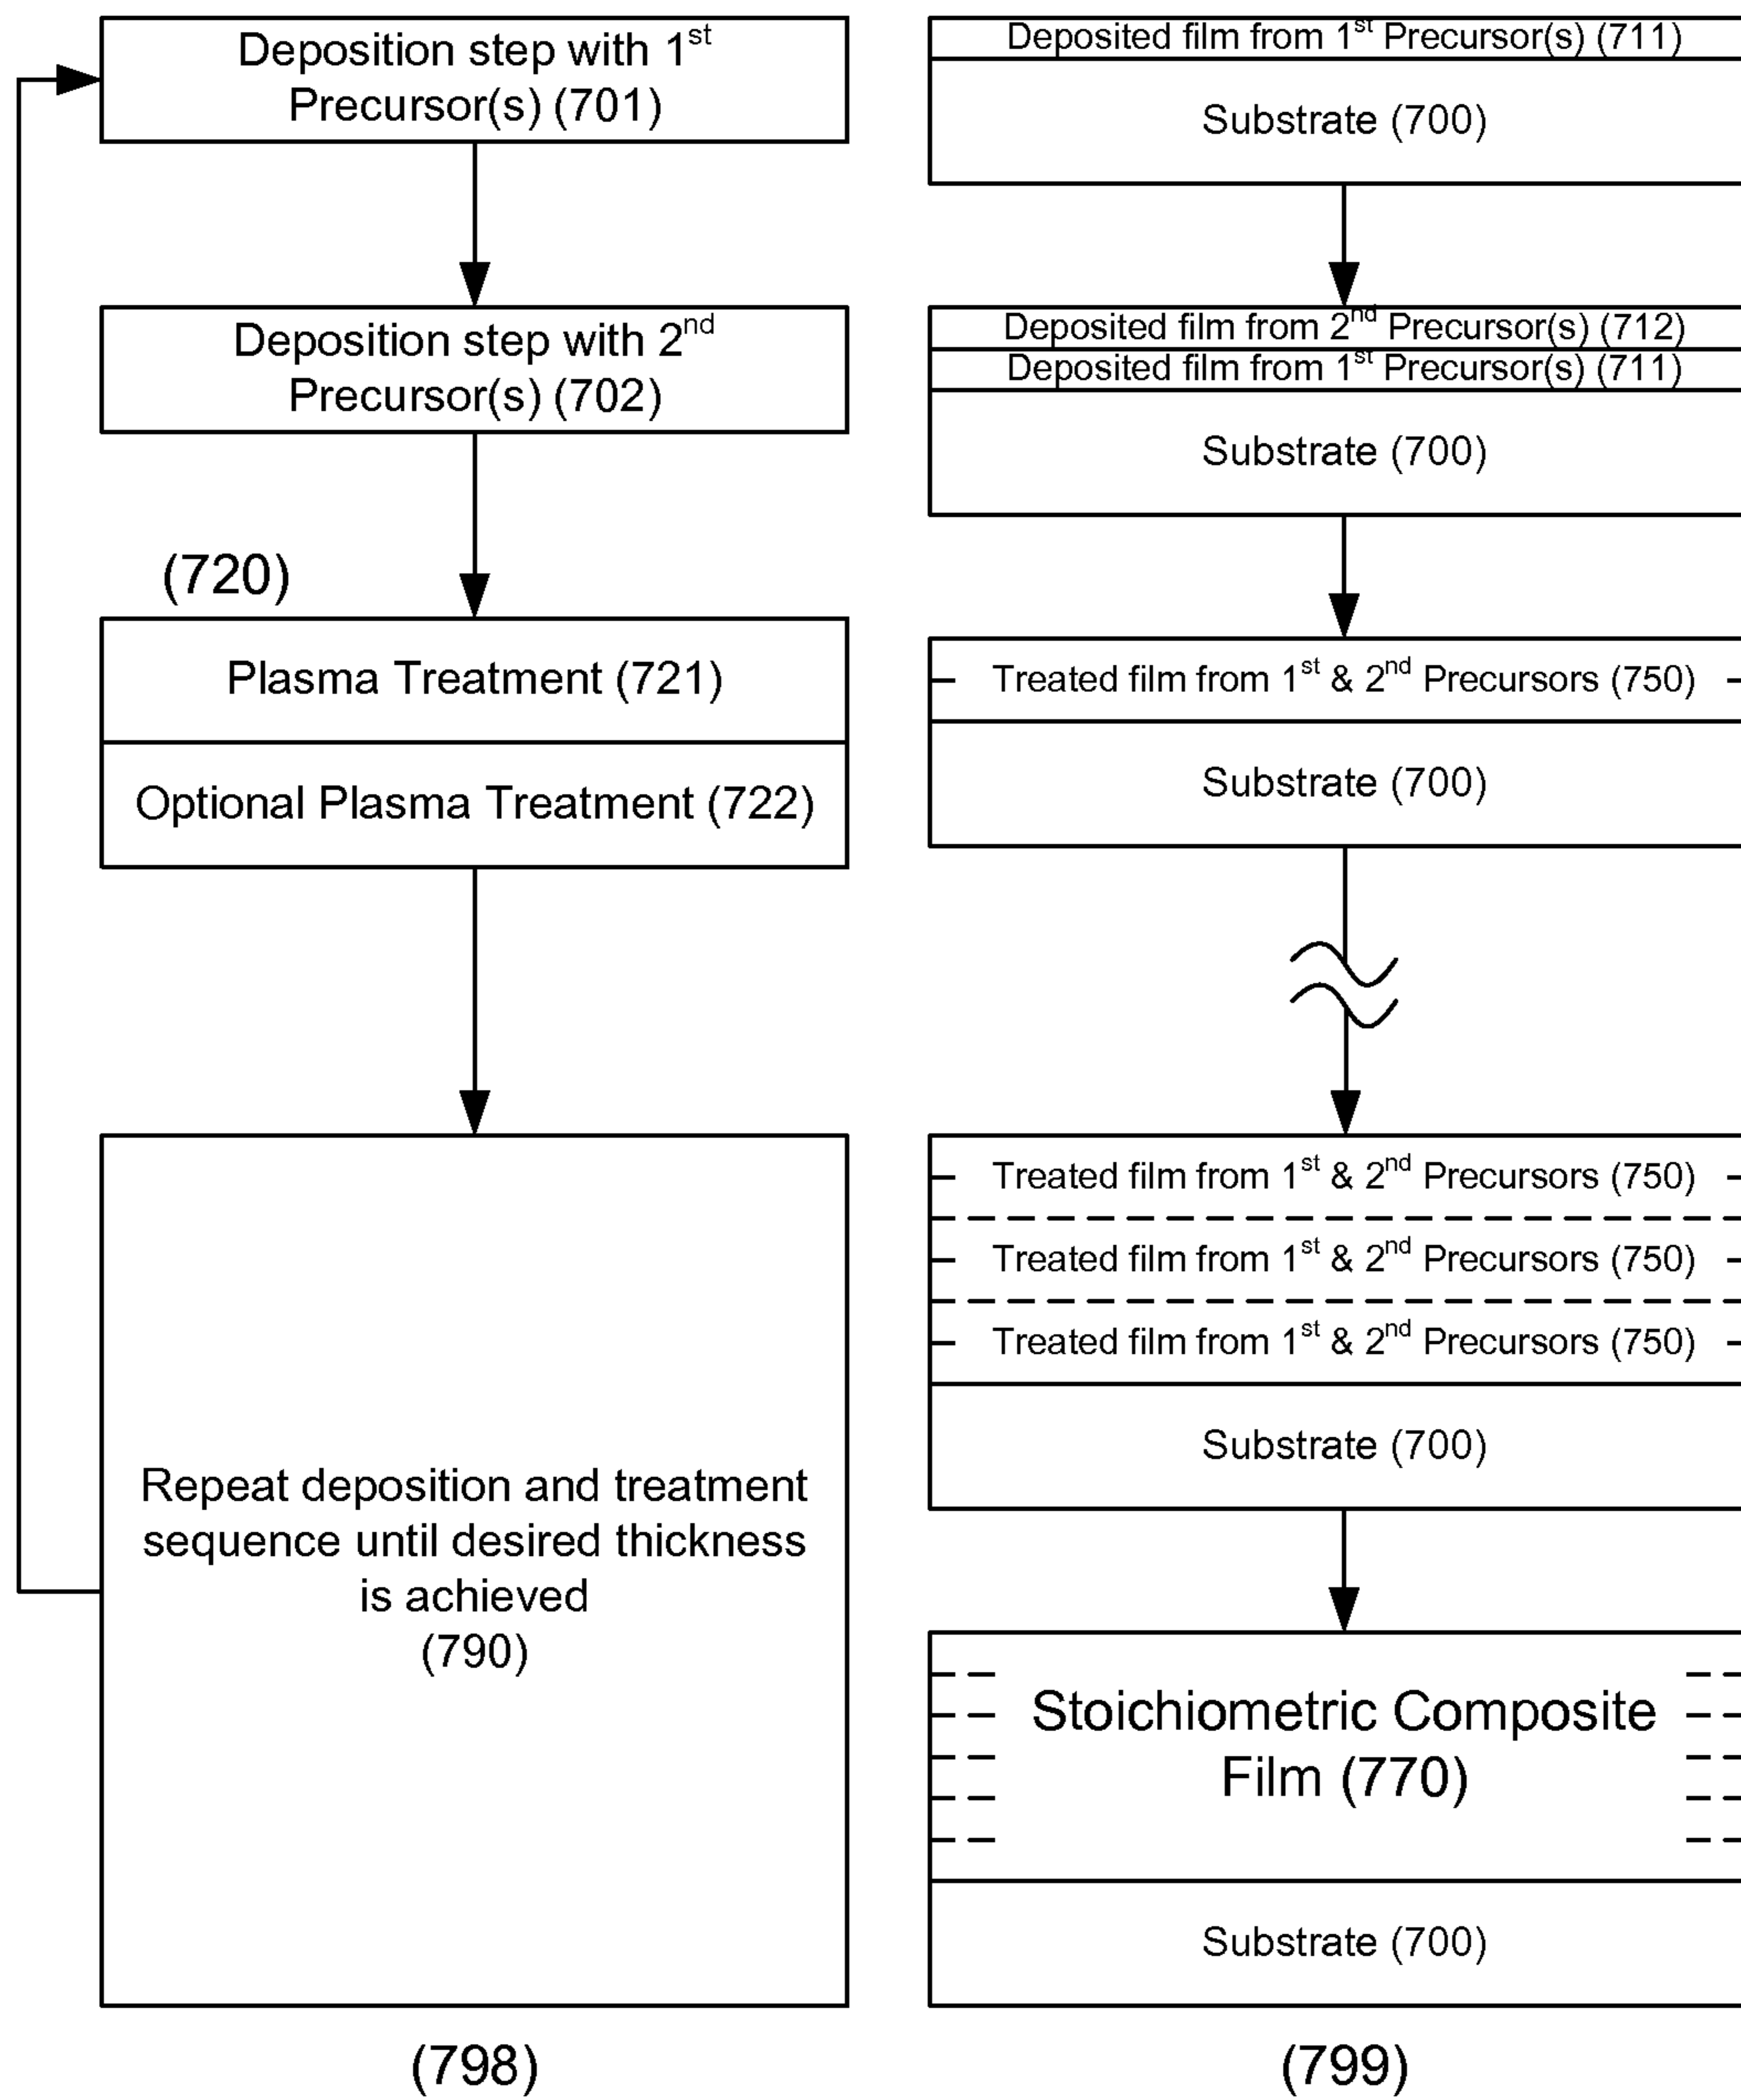 Deposition step with 1st
Precursor(s) (701)
Deposition step with 2nd
Precursor(s) (702)
(720)
Plasma Treatment (721)
Optional Plasma Treatment (722)
Repeat deposition and treatment
sequence until desired thickness
is achieved
(790)
(798)
Deposited film from 1st Precursor(s) (711)
Substrate (700)
Deposited film from 2nd Precursor(s) (712)
Deposited film from 1st Precursor(s) (711)
Substrate (700)
Treated film from 1st & 2nd Precursors (750)
Substrate (700)
Treated film from 1st & 2nd Precursors (750)
Treated film from 1st & 2nd Precursors (750)
Treated film from 1st & 2nd Precursors (750)
Substrate (700)
Stoichiometric Composite
Film (770)
Substrate (700)
(799)